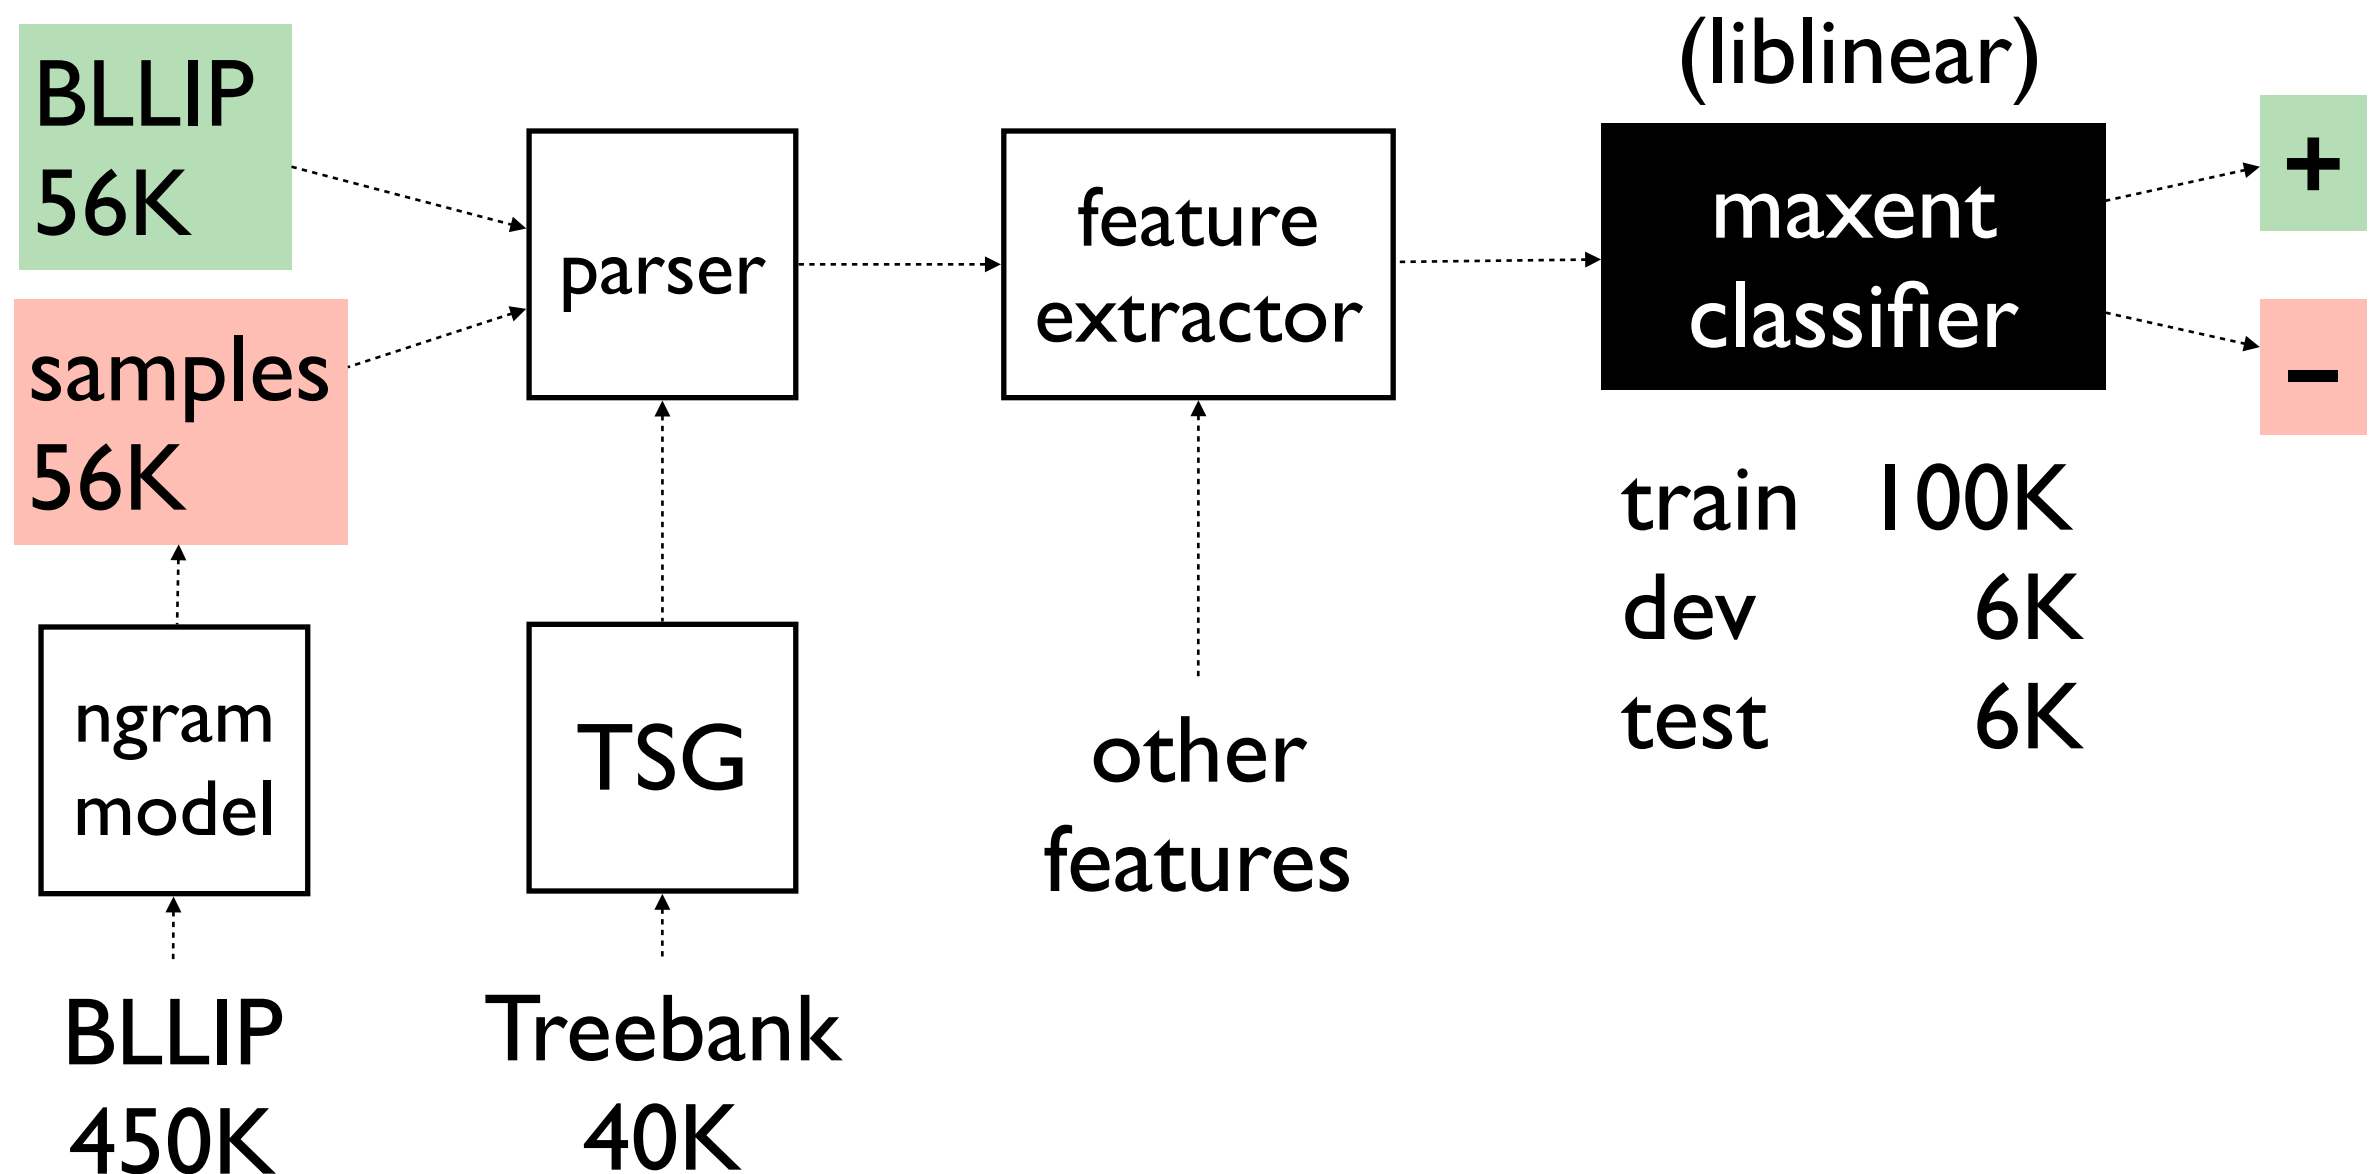 BLLIP
56K
samples
56K
ngram
model
BLLIP
450K
parser
TSG
Treebank
40K
feature
extractor
other
features
(liblinear)
maxent
classifier
train 100K
dev 6K
test 6K
+
–